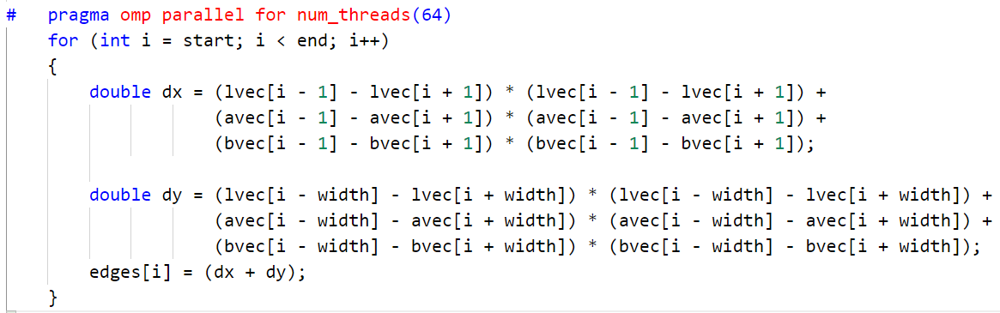 #   pragma omp parallel for num_threads(64)
    for (int i = start; i < end; i++)
    {
        double dx = (lvec[i - 1] - lvec[i + 1]) * (lvec[i - 1] - lvec[i + 1]) +
                    (avec[i - 1] - avec[i + 1]) * (avec[i - 1] - avec[i + 1]) +
                    (bvec[i - 1] - bvec[i + 1]) * (bvec[i - 1] - bvec[i + 1]);

        double dy = (lvec[i - width] - lvec[i + width]) * (lvec[i - width] - lvec[i + width]) +
                    (avec[i - width] - avec[i + width]) * (avec[i - width] - avec[i + width]) +
                    (bvec[i - width] - bvec[i + width]) * (bvec[i - width] - bvec[i + width]);
        edges[i] = (dx + dy);
    }